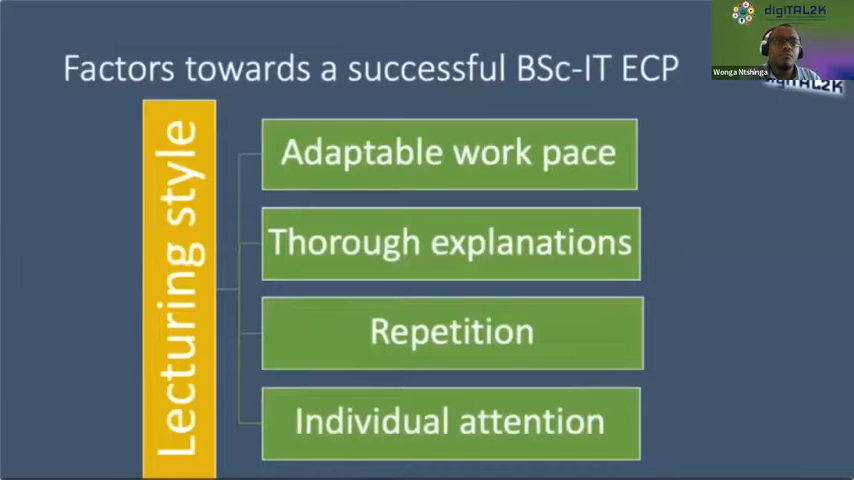 digiTAL2K
Wonga Ntshinga
digiTAL2K
Factors towards a successful BSc-IT ECP
Lecturing style
Adaptable work pace
Thorough explanations
Repetition
Individual attention